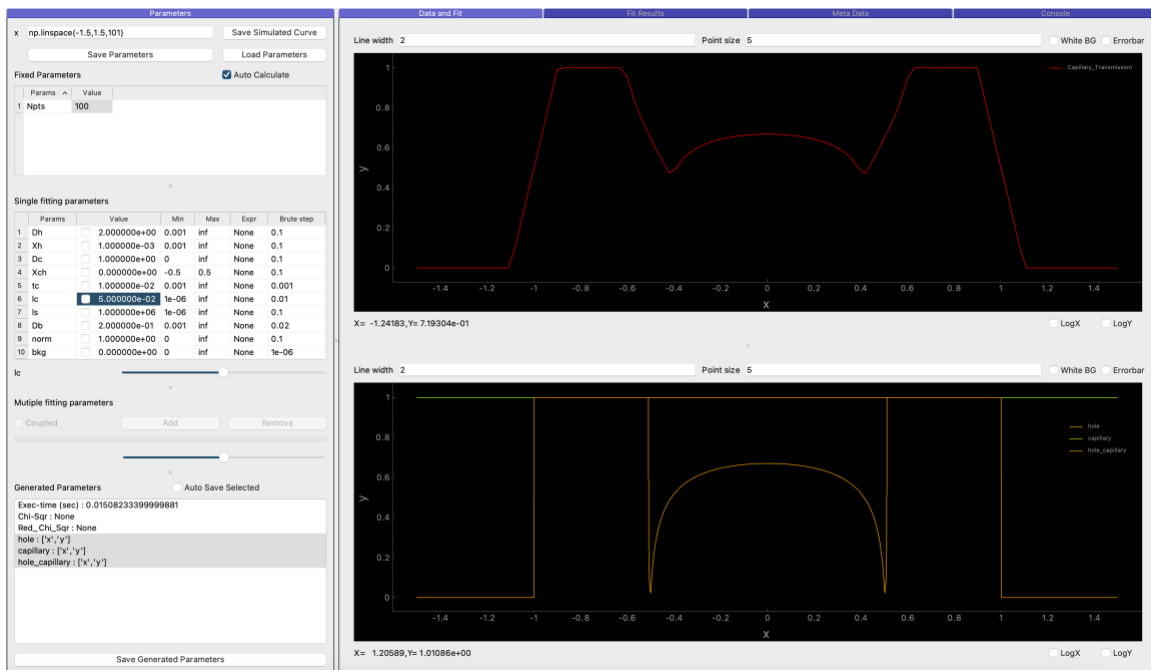 Parameters
x np.linspace(-1.5,1.5,101) Save Simulated Curve
Save Parameters Load Parameters
Fixed Parameters Auto Calculate
Params Value
1 Npts 100
Single fitting parameters
Params Value Min Max Expr Brute step
1 Dh 2.000000e+00 0.001 inf None 0.1
2 Xh 1.000000e-03 0.001 inf None 0.1
3 Dc 1.000000e+00 0 inf None 0.1
4 Xch 0.000000e+00 -0.5 0.5 None 0.1
5 tc 1.000000e-02 0.001 inf None 0.001
6 lc 5.000000e-02 1e-06 inf None 0.01
7 ls 1.000000e+06 1e-06 inf None 0.1
8 Db 2.000000e-01 0.001 inf None 0.02
9 norm 1.000000e+00 0 inf None 0.1
10 bkg 0.000000e+00 0 inf None 1e-06
lc
Mutiple fitting parameters
Coupled Add Remove
Generated Parameters Auto Save Selected
Exec-time (sec) : 0.01508233399999881
Chi-Sqr : None
Red_Chi_Sqr : None
hole : ['x','y']
capillary : ['x','y']
hole_capillary : ['x','y']
Save Generated Parameters
Data and Fit Fit Results Meta Data Console
Line width 2 Point size 5 White BG Errorbar
Capillary_Transmission
1
0.8
0.6
0.4
0.2
0
y
-1.4 -1.2 -1 -0.8 -0.6 -0.4 -0.2 0 0.2 0.4 0.6 0.8 1 1.2 1.4
x
X= -1.24183,Y= 7.19304e-01 LogX LogY
Line width 2 Point size 5 White BG Errorbar
hole
capillary
hole_capillary
1
0.8
0.6
0.4
0.2
0
y
-1.4 -1.2 -1 -0.8 -0.6 -0.4 -0.2 0 0.2 0.4 0.6 0.8 1 1.2 1.4
x
X= 1.20589,Y= 1.01086e+00 LogX LogY